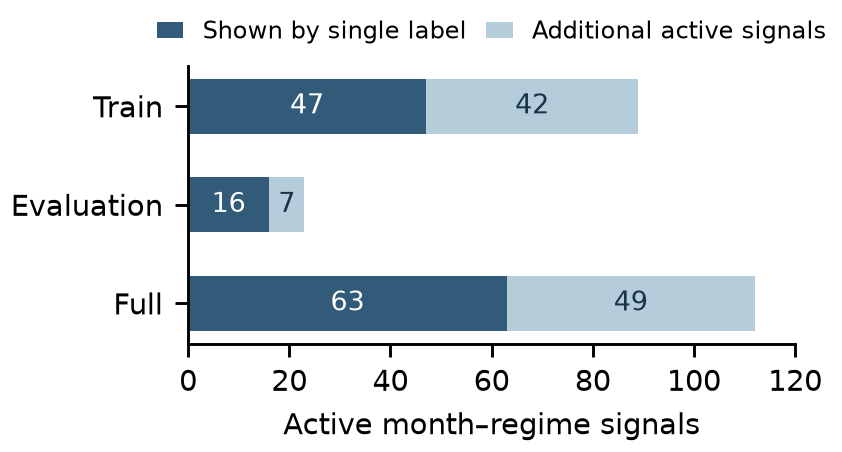 Shown by single label Additional active signals
Train 47 42
Evaluation 16 7
Full 63 49
0 20 40 60 80 100 120
Active month–regime signals